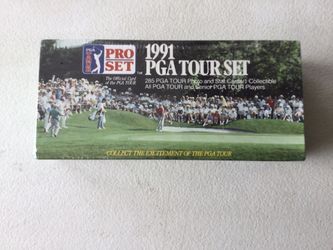 PRO
SET
The Official Card
of the PGA TOUR
1991
PGA TOUR SET
285 PGA TOUR Photo and Stat Cards
Collectible
All PGA TOUR and Senior PGA TOUR Players
COLLECT THE EXCITEMENT OF THE PGA TOUR